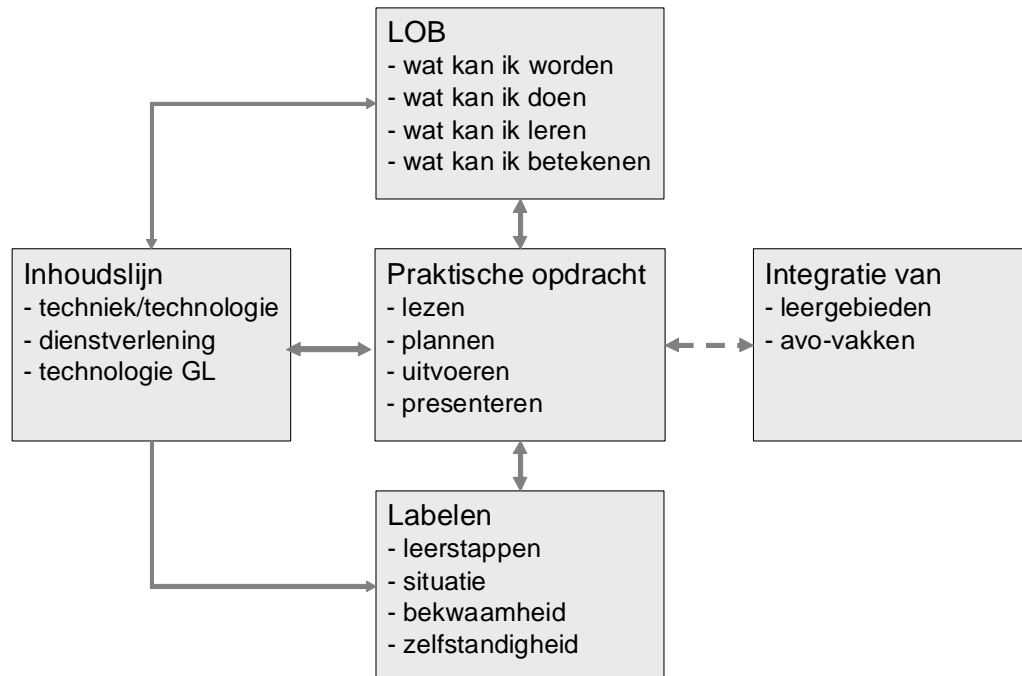 LOB
- wat kan ik worden
- wat kan ik doen
- wat kan ik leren
- wat kan ik betekenen
Inhoudslijn
- techniek/technologie
- dienstverlening
- technologie GL
Praktische opdracht
- lezen
- plannen
- uitvoeren
- presenteren
Integratie van
- leergebieden
- avo-vakken
Labelen
- leerstappen
- situatie
- bekwaamheid
- zelfstandigheid